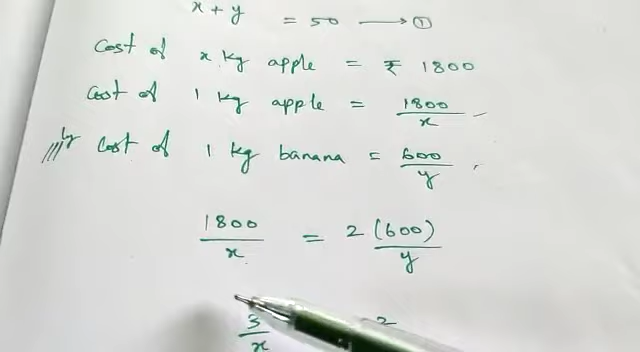 x + y = 50 → ①
Cost of x kg apple = ₹ 1800
Cost of 1 kg apple = 1800/x
|||ly Cost of 1 kg banana = 600/y
1800/x = 2(600)/y
3/x 2